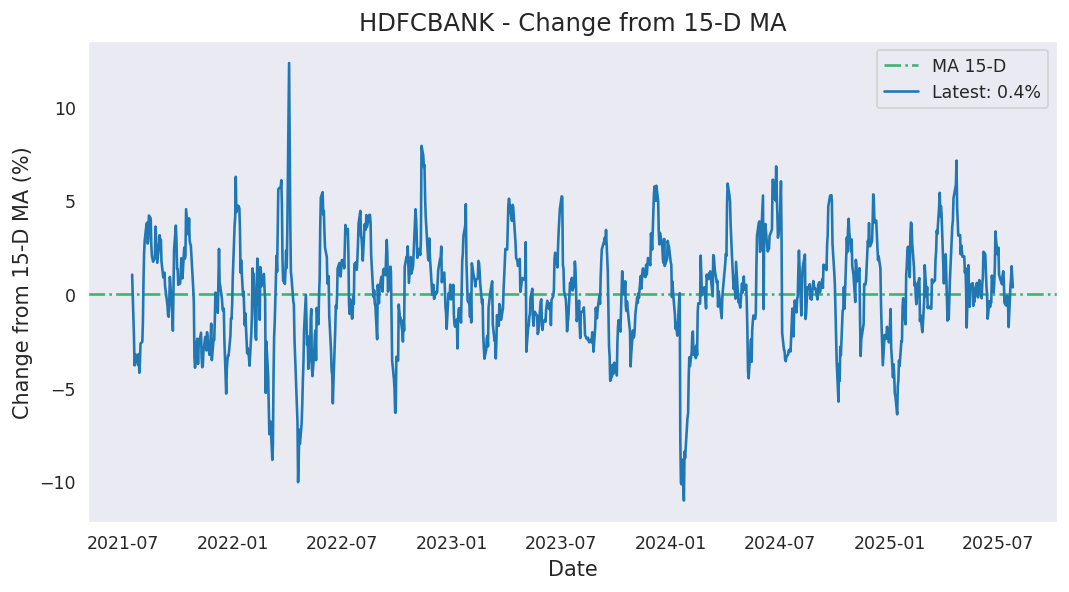 HDFCBANK - Change from 15-D MA
MA 15-D
Latest: 0.4%
Change from 15-D MA (%)
10
5
0
−5
−10
2021-07 2022-01 2022-07 2023-01 2023-07 2024-01 2024-07 2025-01 2025-07
Date